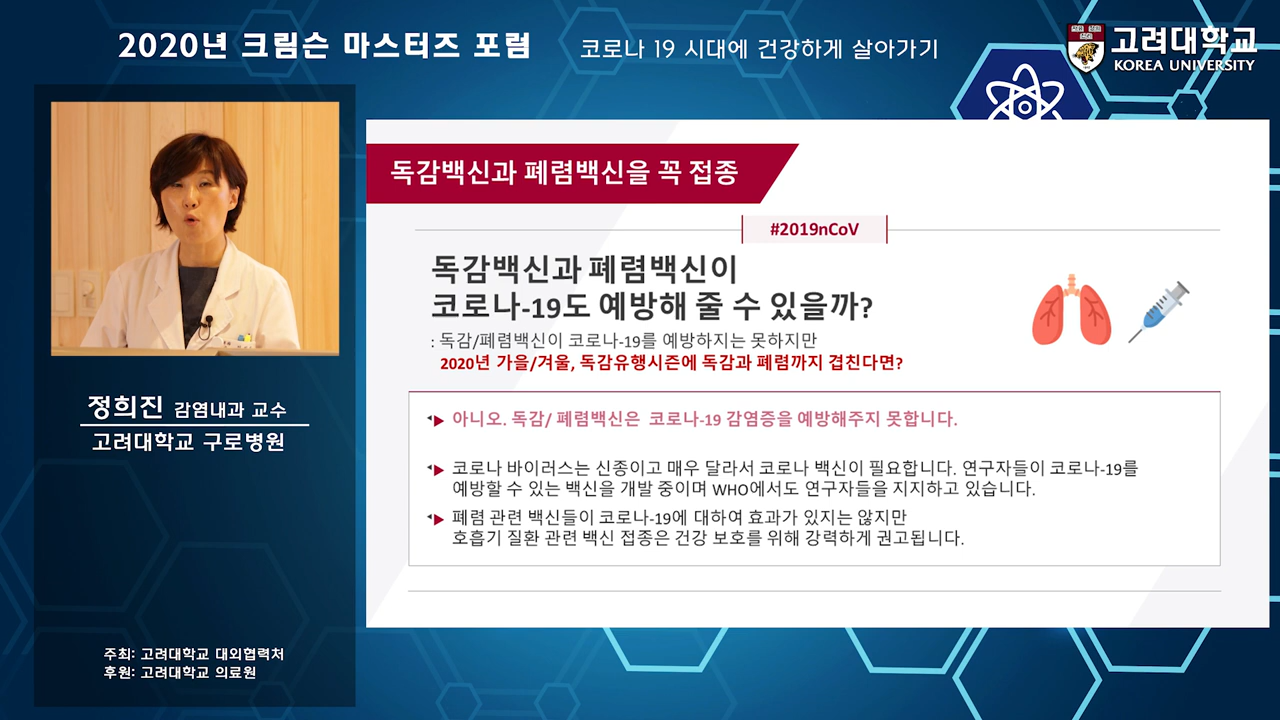 2020년 크림슨 마스터즈 포럼
코로나 19 시대에 건강하게 살아가기
고려대학교
KOREA UNIVERSITY
독감백신과 폐렴백신을 꼭 접종
#2019nCoV
독감백신과 폐렴백신이
코로나-19도 예방해 줄 수 있을까?
: 독감/폐렴백신이 코로나-19를 예방하지는 못하지만
2020년 가을/겨울, 독감유행시즌에 독감과 폐렴까지 겹친다면?
아니오. 독감/ 폐렴백신은 코로나-19 감염증을 예방해주지 못합니다.
코로나 바이러스는 신종이고 매우 달라서 코로나 백신이 필요합니다. 연구자들이 코로나-19를
예방할 수 있는 백신을 개발 중이며 WHO에서도 연구자들을 지지하고 있습니다.
폐렴 관련 백신들이 코로나-19에 대하여 효과가 있지는 않지만
호흡기 질환 관련 백신 접종은 건강 보호를 위해 강력하게 권고됩니다.
정희진 감염내과 교수
고려대학교 구로병원
주최: 고려대학교 대외협력처
후원: 고려대학교 의료원